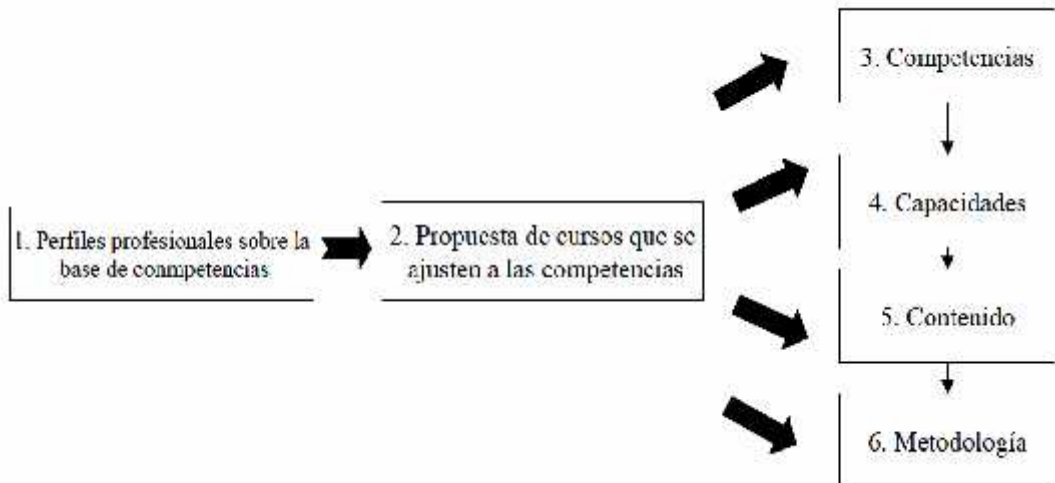 1. Perfiles profesionales sobre la
base de conmpetencias
2. Propuesta de cursos que se
ajusten a las competencias
3. Competencias
4. Capacidades
5. Contenido
6. Metodología